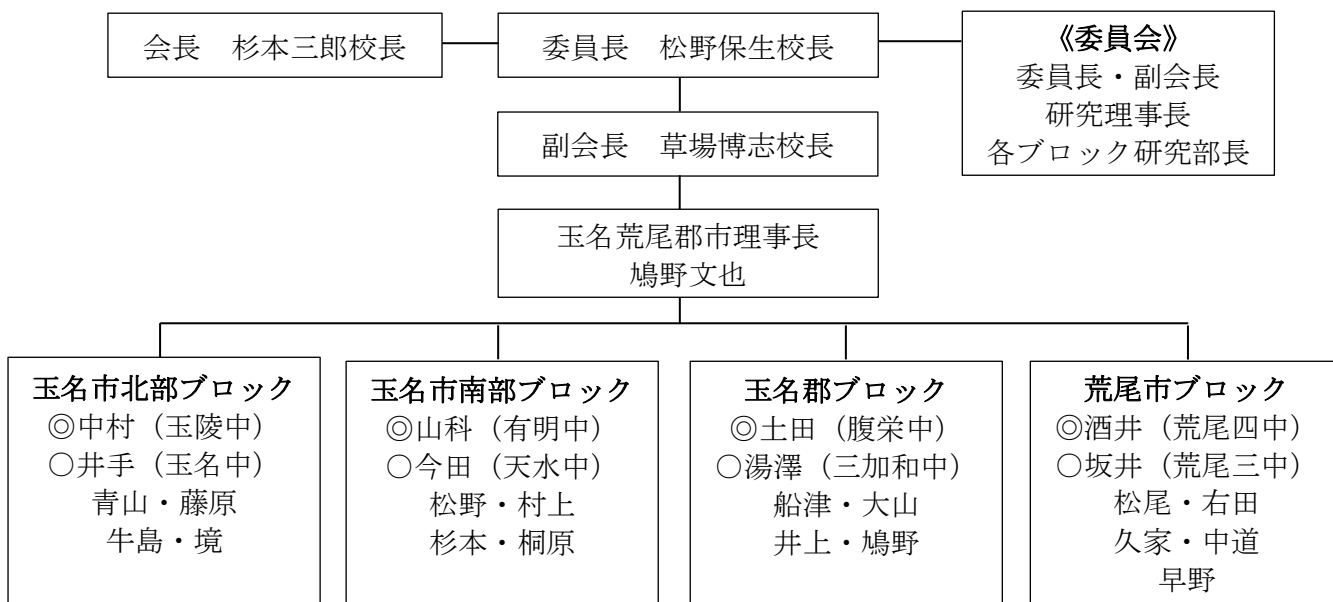 会長　杉本三郎校長
委員長　松野保生校長
《委員会》
委員長・副会長
研究理事長
各ブロック研究部長
副会長　草場博志校長
玉名荒尾郡市理事長
鳩野文也
玉名市北部ブロック
◎中村（玉陵中）
○井手（玉名中）
青山・藤原
牛島・境
玉名市南部ブロック
◎山科（有明中）
○今田（天水中）
松野・村上
杉本・桐原
玉名郡ブロック
◎土田（腹栄中）
○湯澤（三加和中）
船津・大山
井上・鳩野
荒尾市ブロック
◎酒井（荒尾四中）
○坂井（荒尾三中）
松尾・右田
久家・中道
早野